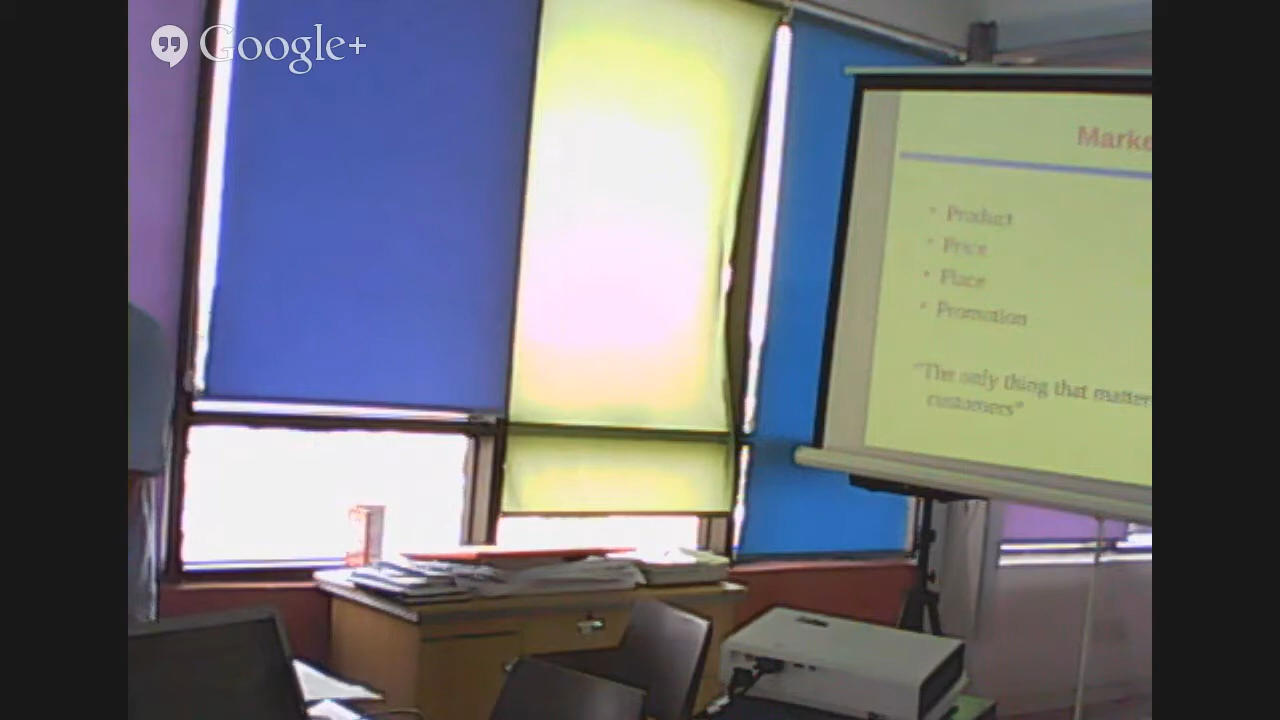 Google+
Marke
• Product
• Price
• Place
• Promotion
"The only thing that matter
customers"